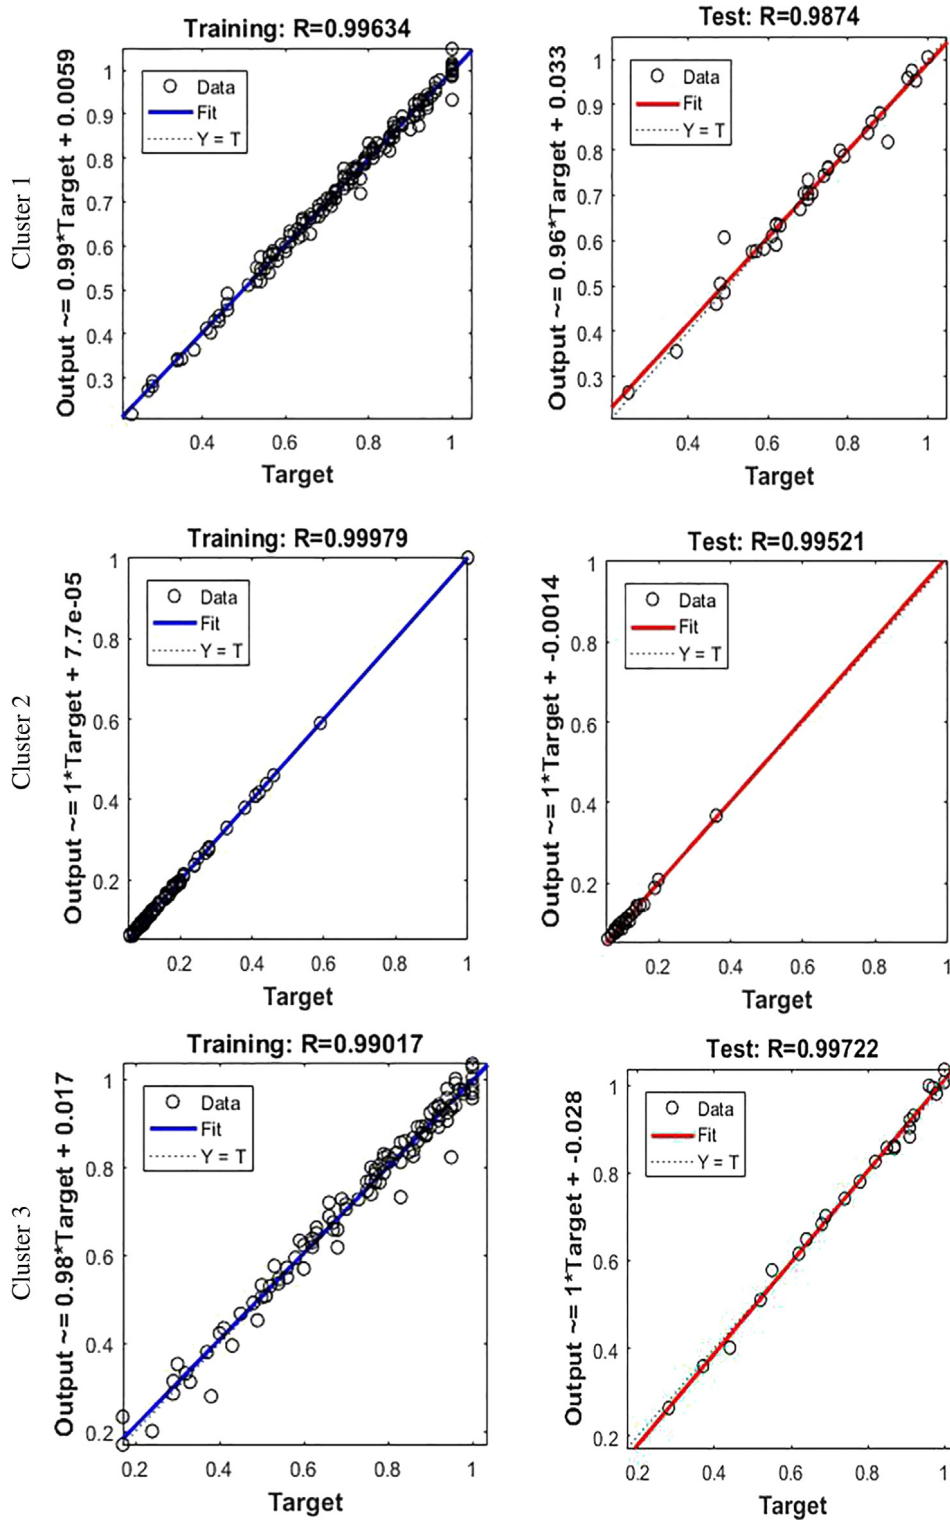 Cluster 1
Training: R=0.99634
Output ~= 0.99*Target + 0.0059
Data
Fit
Y = T
1
0.9
0.8
0.7
0.6
0.5
0.4
0.3
0.4 0.6 0.8 1
Target
Test: R=0.9874
Output ~= 0.96*Target + 0.033
Data
Fit
Y = T
1
0.9
0.8
0.7
0.6
0.5
0.4
0.3
0.4 0.6 0.8 1
Target
Cluster 2
Training: R=0.99979
Output ~= 1*Target + 7.7e-05
Data
Fit
Y = T
1
0.8
0.6
0.4
0.2
0.2 0.4 0.6 0.8 1
Target
Test: R=0.99521
Output ~= 1*Target + -0.0014
Data
Fit
Y = T
1
0.8
0.6
0.4
0.2
0.2 0.4 0.6 0.8 1
Target
Cluster 3
Training: R=0.99017
Output ~= 0.98*Target + 0.017
Data
Fit
Y = T
1
0.8
0.6
0.4
0.2
0.2 0.4 0.6 0.8 1
Target
Test: R=0.99722
Output ~= 1*Target + -0.028
Data
Fit
Y = T
1
0.8
0.6
0.4
0.2
0.2 0.4 0.6 0.8 1
Target